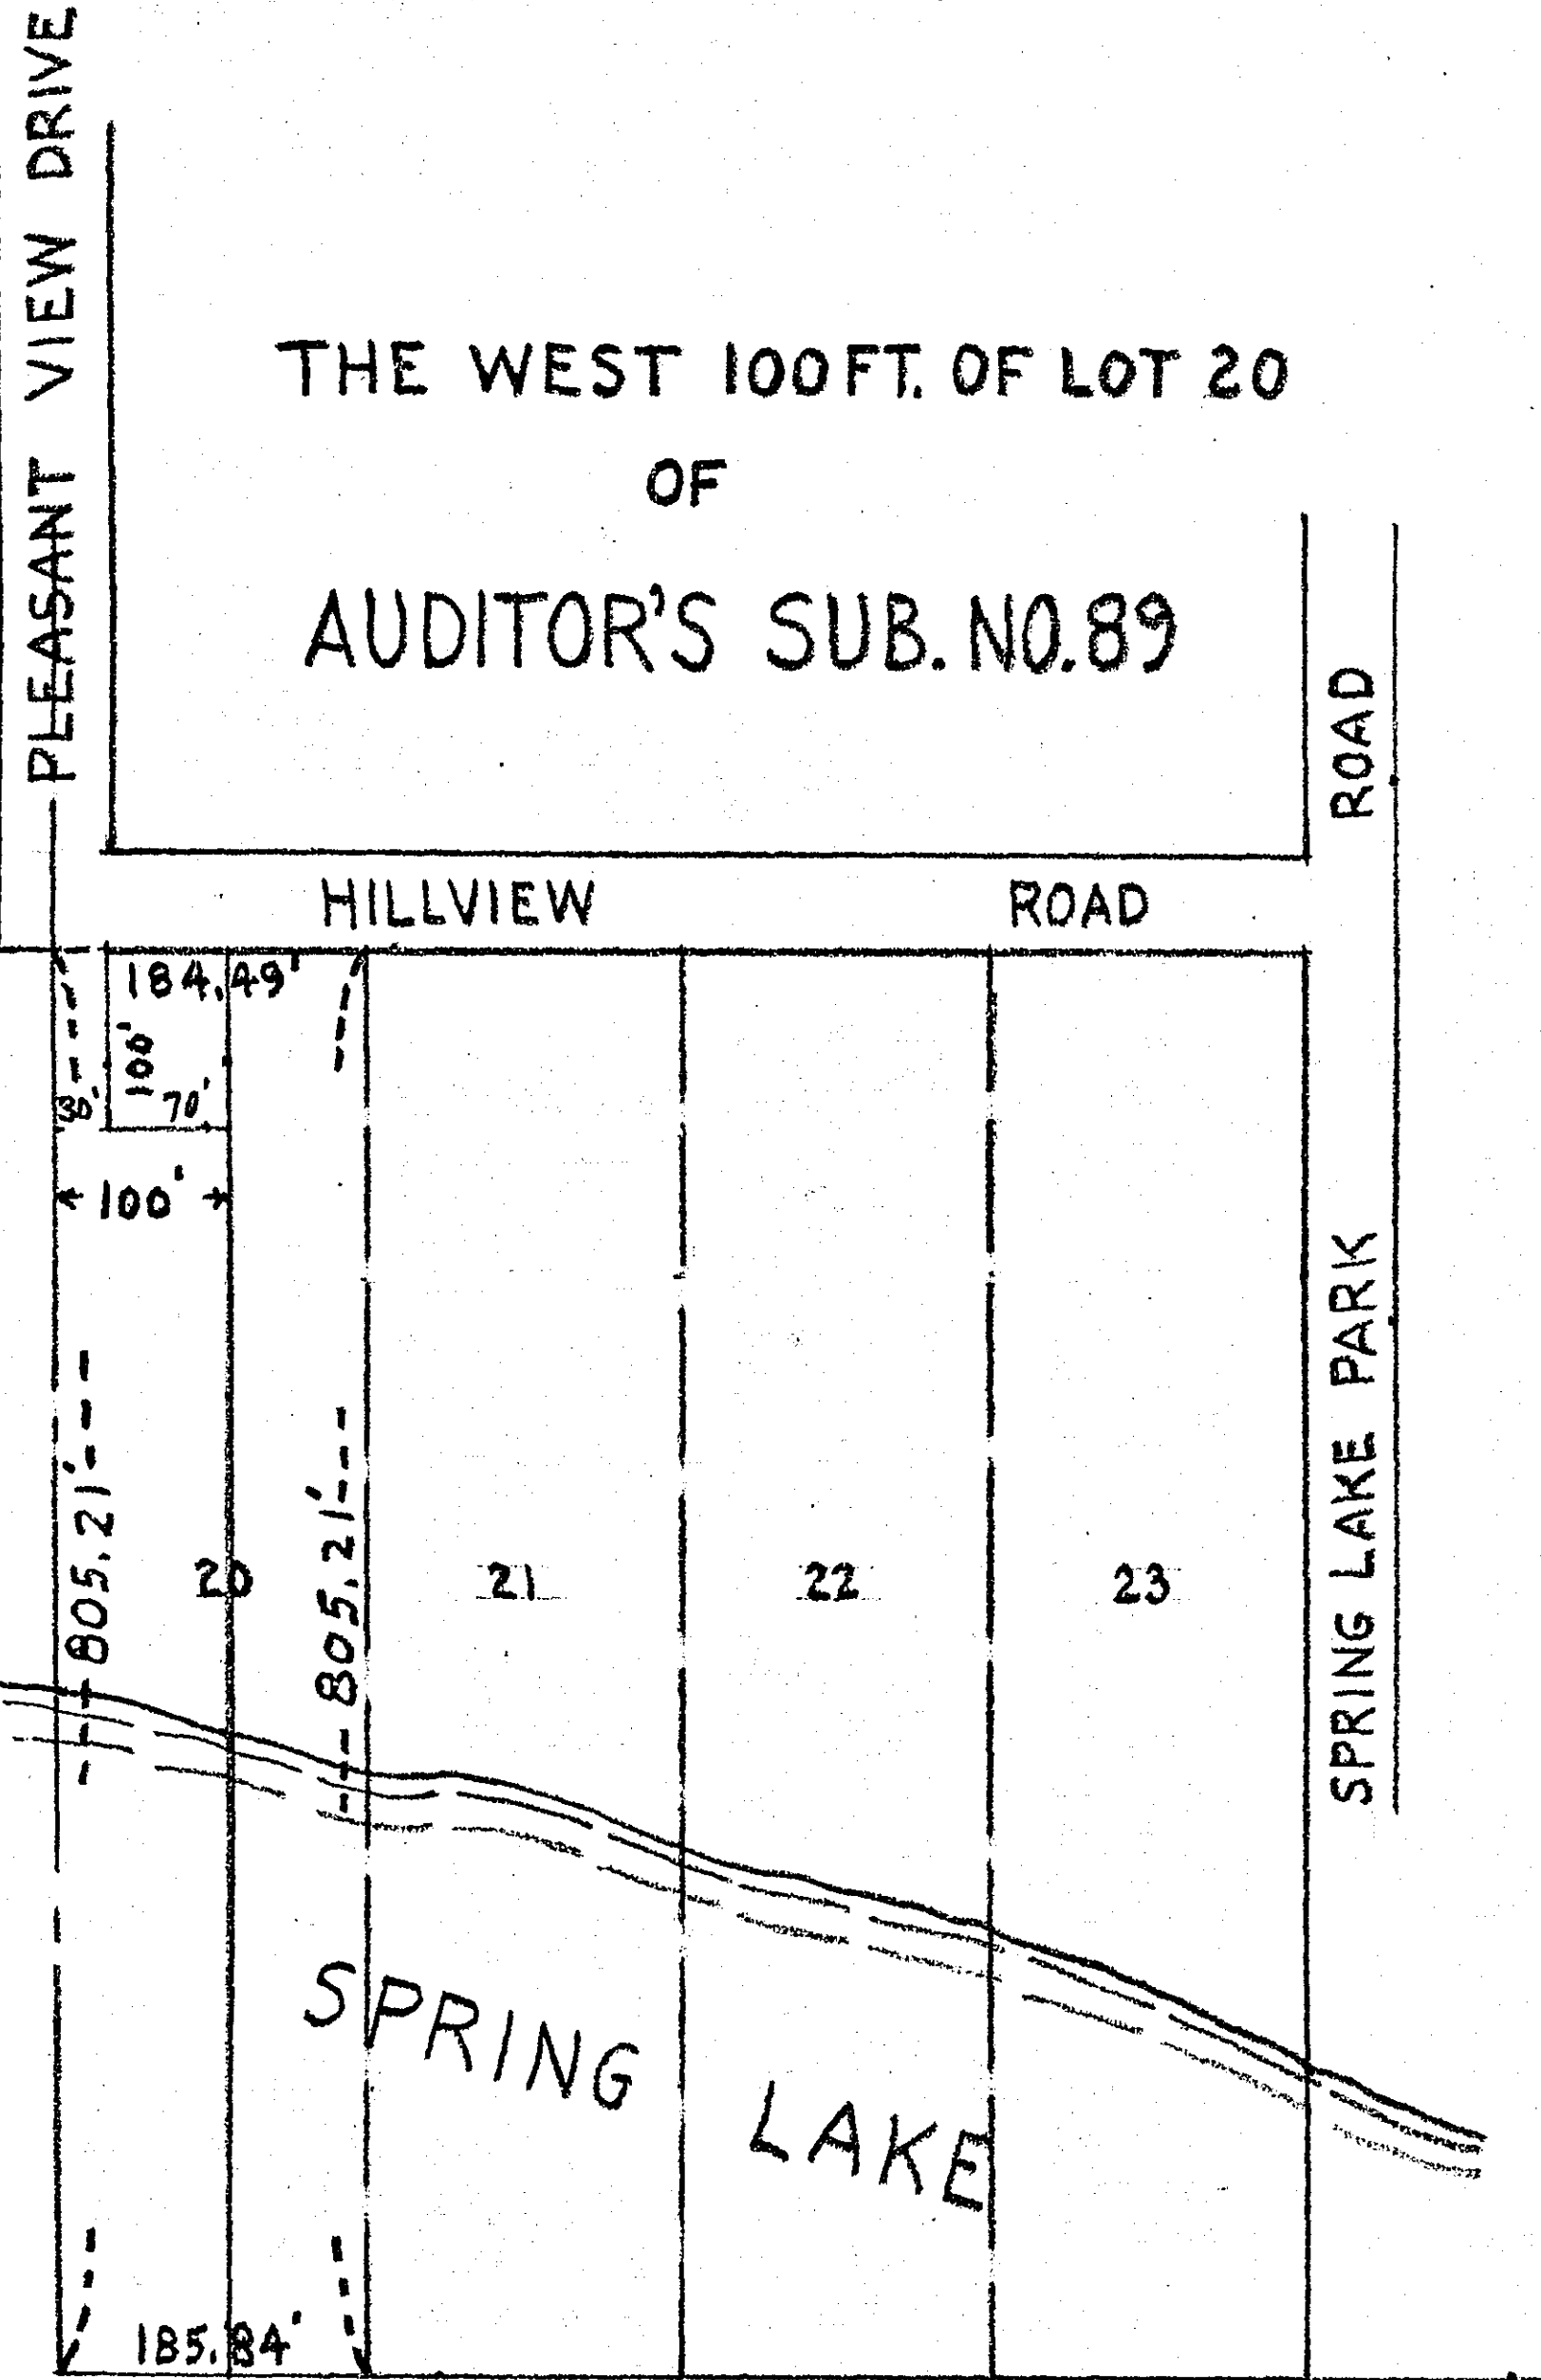 PLEASANT VIEW DRIVE
THE WEST 100 FT. OF LOT 20
OF
AUDITOR'S SUB. NO. 89
HILLVIEW ROAD
SPRING LAKE PARK ROAD
184.49'
100'
30'
70'
100'
805.21'
805.21'
20
21
22
23
SPRING LAKE
185.84'